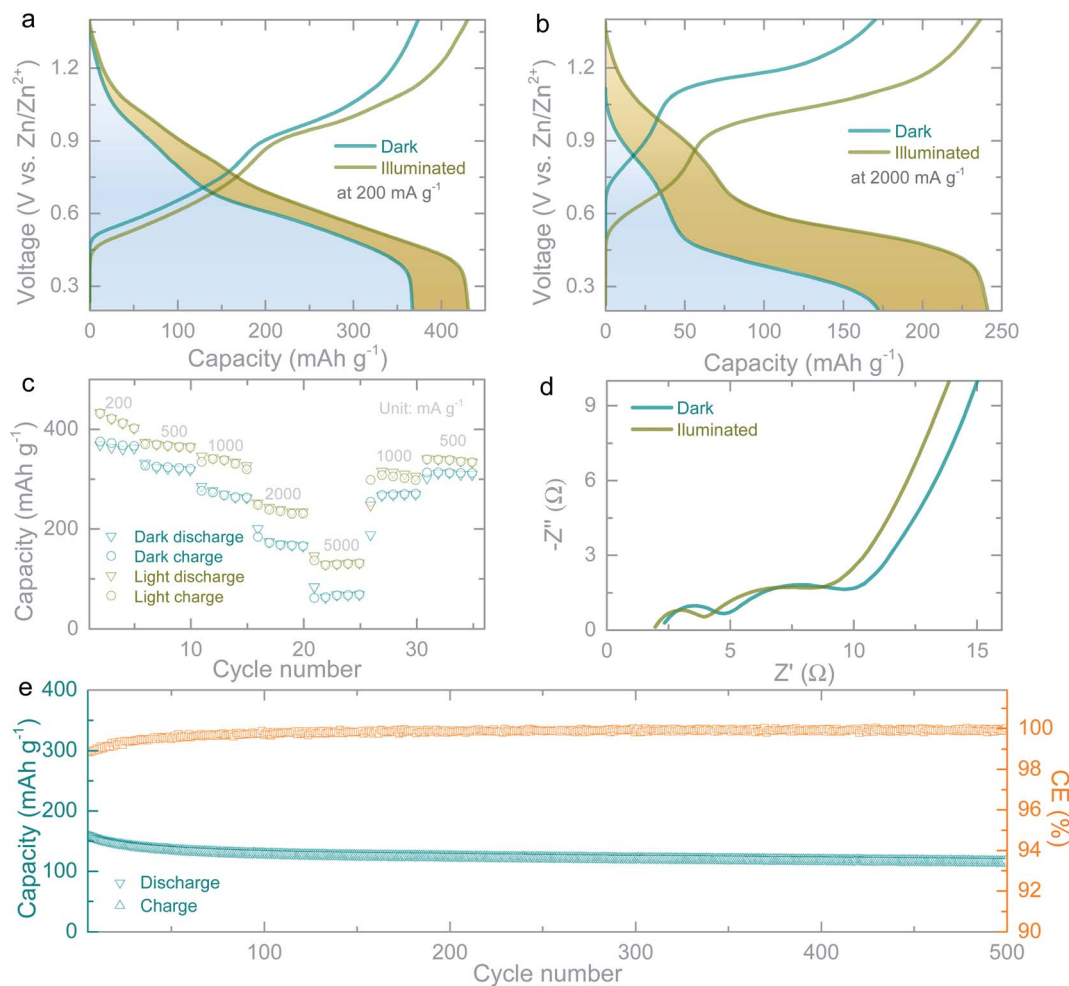 a
Voltage (V vs. Zn/Zn²⁺)
1.2
0.9
0.6
0.3
Dark
Illuminated
at 200 mA g⁻¹
0 100 200 300 400
Capacity (mAh g⁻¹)
b
Voltage (V vs. Zn/Zn²⁺)
1.2
0.9
0.6
0.3
Dark
Illuminated
at 2000 mA g⁻¹
0 50 100 150 200 250
Capacity (mAh g⁻¹)
c
Capacity (mAh g⁻¹)
400
200
0
200
500
1000
2000
5000
1000
500
Unit: mA g⁻¹
Dark discharge
Dark charge
Light discharge
Light charge
0 10 20 30
Cycle number
d
-Z'' (Ω)
9
6
3
0
Dark
Iluminated
0 5 10 15
Z' (Ω)
e
Capacity (mAh g⁻¹)
400
300
200
100
0
Discharge
Charge
100 200 300 400 500
Cycle number
100
98
96
94
92
90
CE (%)